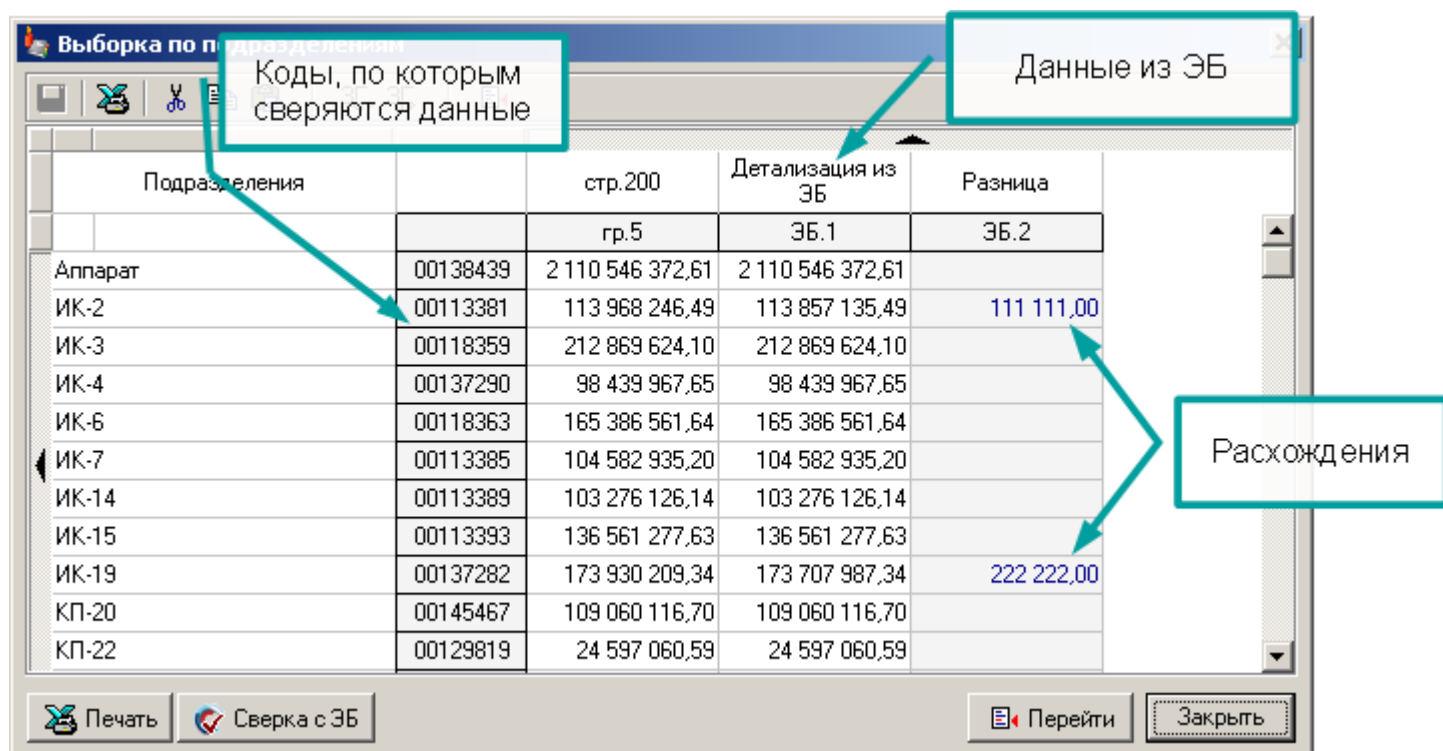 Выборка по подразделениям
Коды, по которым
сверяются данные
Данные из ЭБ
Подразделения стр.200 Детализация из ЭБ Разница
гр.5 ЭБ.1 ЭБ.2
Аппарат 00138439 2 110 546 372,61 2 110 546 372,61
ИК-2 00113381 113 968 246,49 113 857 135,49 111 111,00
ИК-3 00118359 212 869 624,10 212 869 624,10
ИК-4 00137290 98 439 967,65 98 439 967,65
ИК-6 00118363 165 386 561,64 165 386 561,64
ИК-7 00113385 104 582 935,20 104 582 935,20
ИК-14 00113389 103 276 126,14 103 276 126,14
ИК-15 00113393 136 561 277,63 136 561 277,63
ИК-19 00137282 173 930 209,34 173 707 987,34 222 222,00
КП-20 00145467 109 060 116,70 109 060 116,70
КП-22 00129819 24 597 060,59 24 597 060,59
Расхождения
Печать Сверка с ЭБ Перейти Закрыть